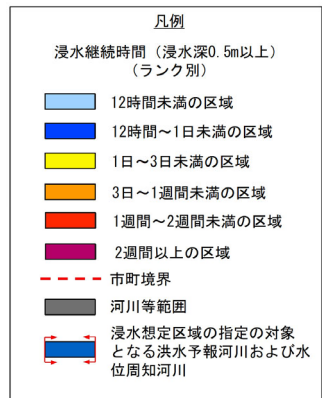 凡例
浸水継続時間（浸水深0.5m以上）
（ランク別）
12時間未満の区域
12時間～1日未満の区域
1日～3日未満の区域
3日～1週間未満の区域
1週間～2週間未満の区域
2週間以上の区域
市町境界
河川等範囲
浸水想定区域の指定の対象
となる洪水予報河川および水
位周知河川